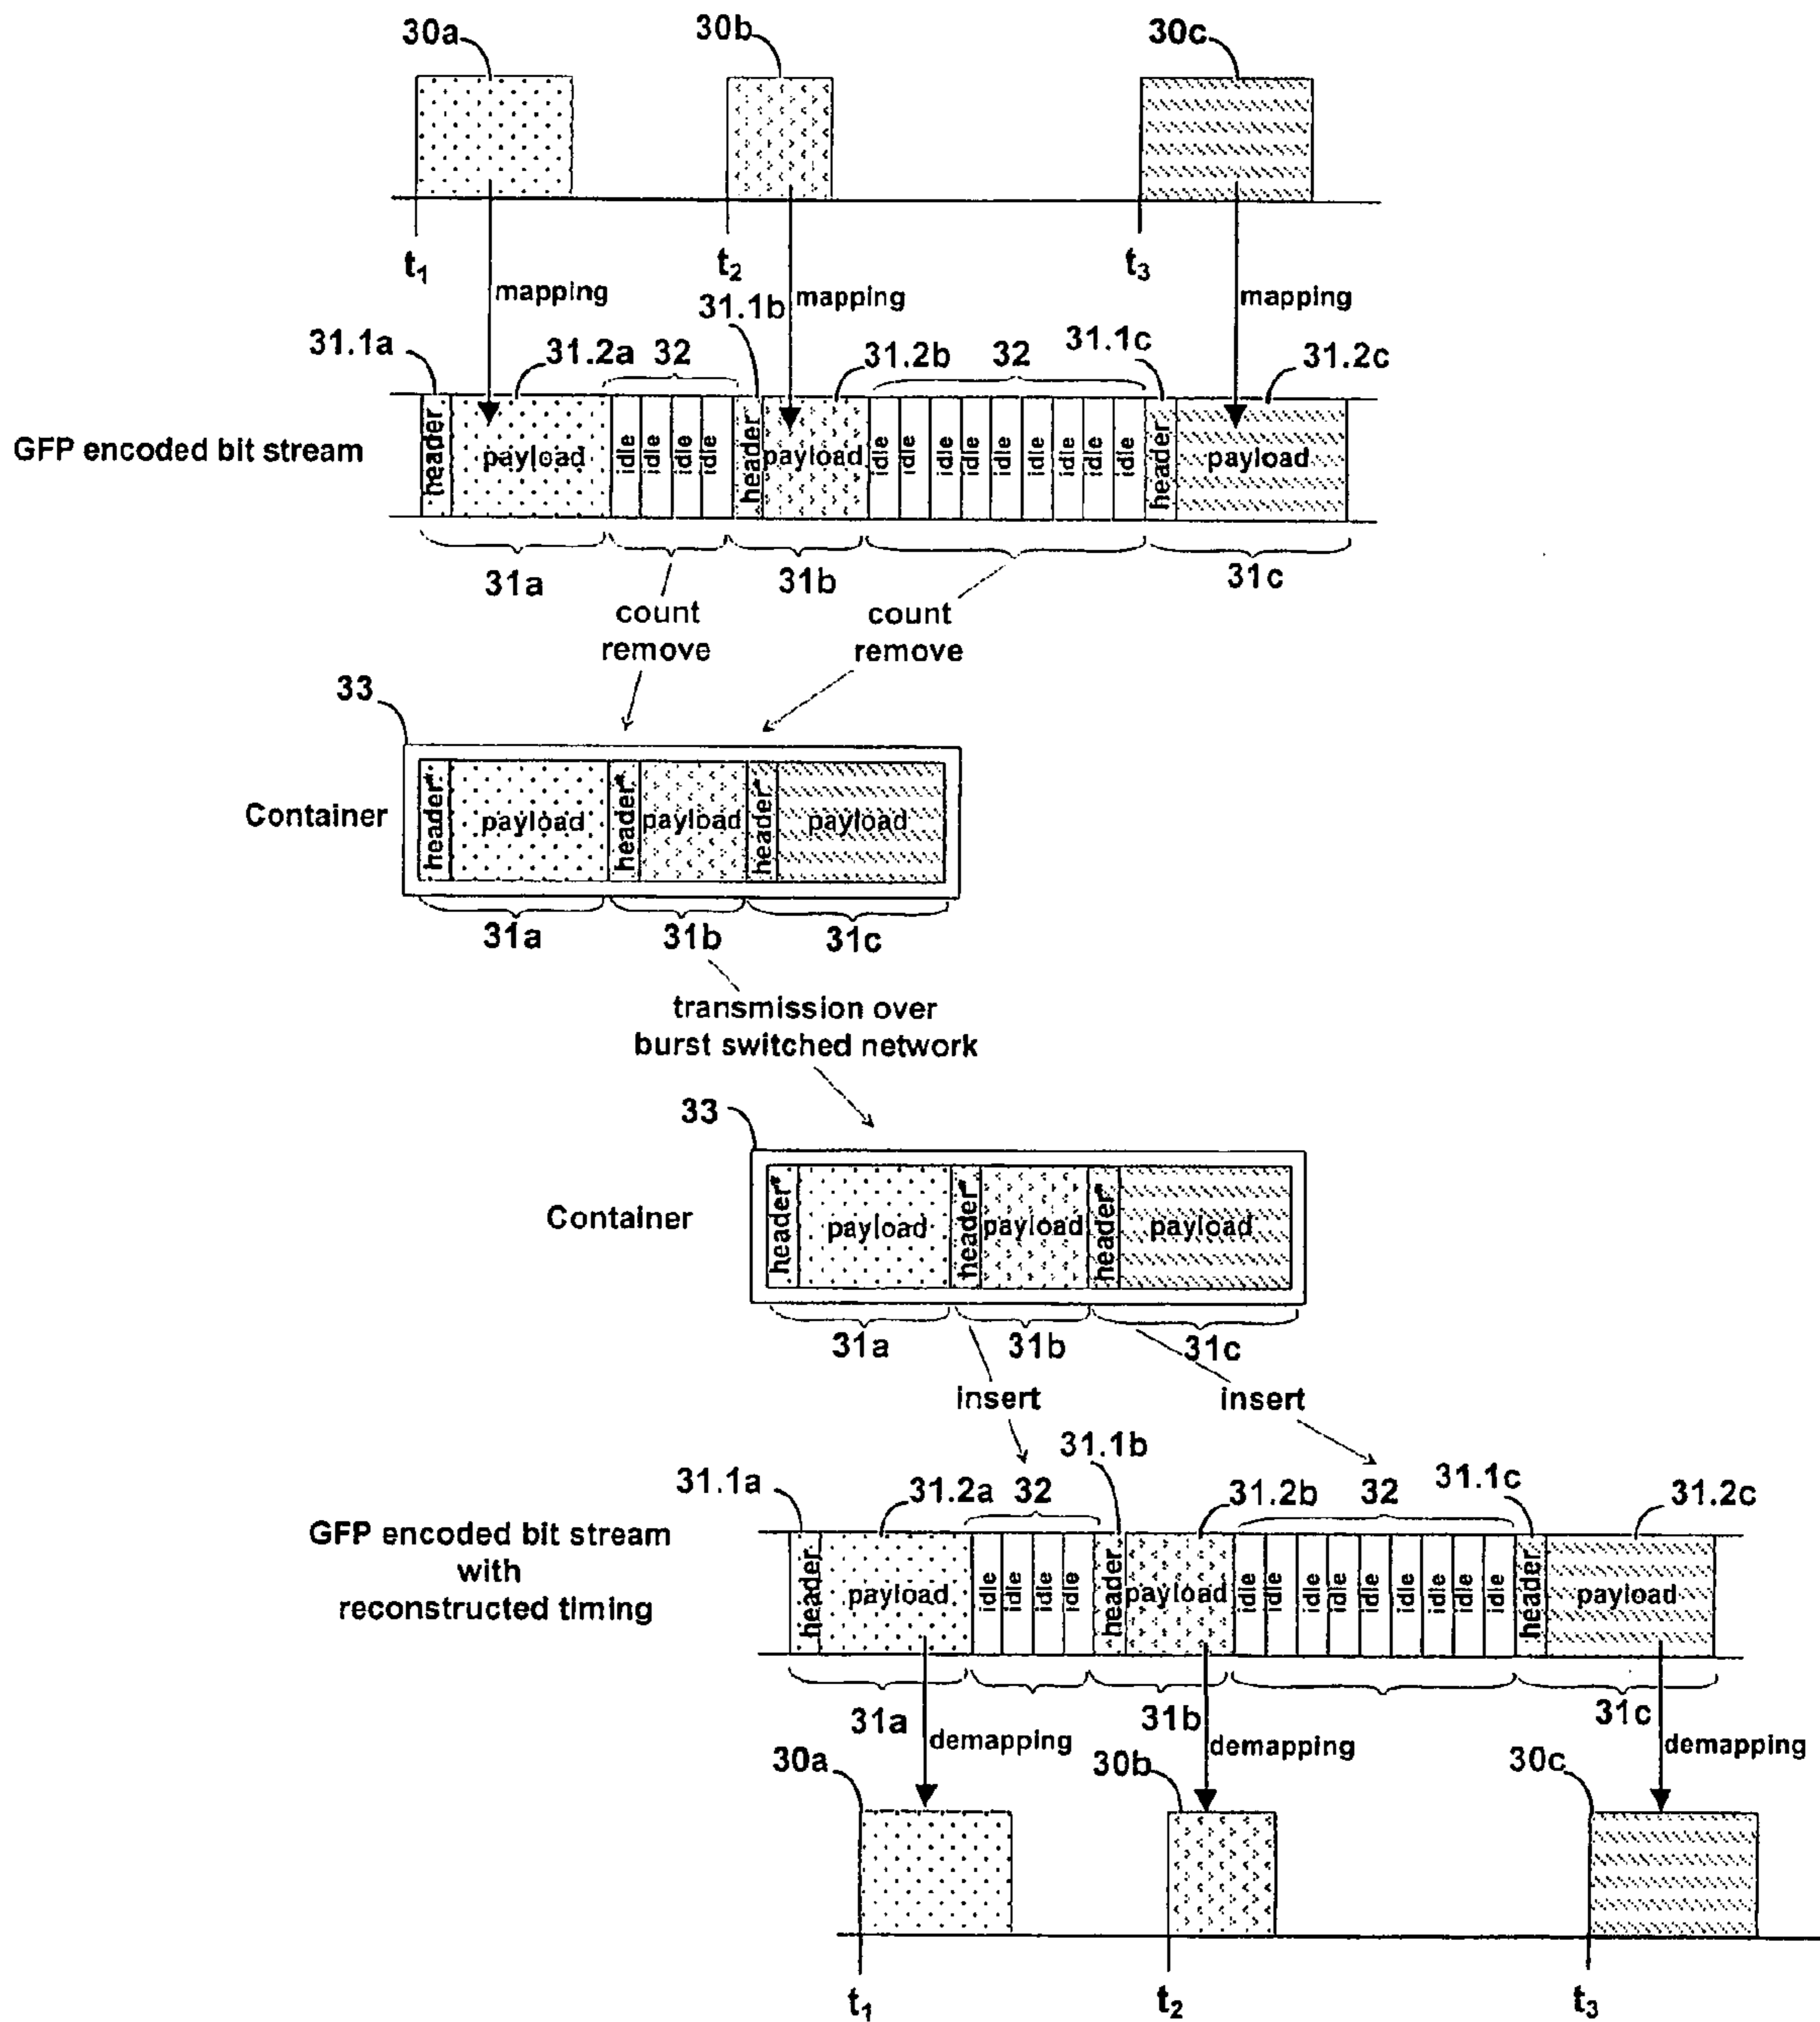 30a
30b
30c
t1
t2
t3
mapping
mapping
mapping
31.1a
31.2a
32
31.1b
31.2b
32
31.1c
31.2c
GFP encoded bit stream
header
payload
idle
idle
idle
idle
header
payload
idle
idle
idle
idle
idle
idle
idle
idle
idle
header
payload
31a
31b
31c
count
remove
count
remove
33
Container
header*
payload
header*
payload
header*
payload
31a
31b
31c
transmission over
burst switched network
33
Container
header*
payload
header*
payload
header*
payload
31a
31b
31c
insert
insert
31.1a
31.2a
32
31.1b
31.2b
32
31.1c
31.2c
GFP encoded bit stream
with
reconstructed timing
header
payload
idle
idle
idle
idle
header
payload
idle
idle
idle
idle
idle
idle
idle
idle
idle
header
payload
31a
31b
31c
demapping
demapping
demapping
30a
30b
30c
t1
t2
t3